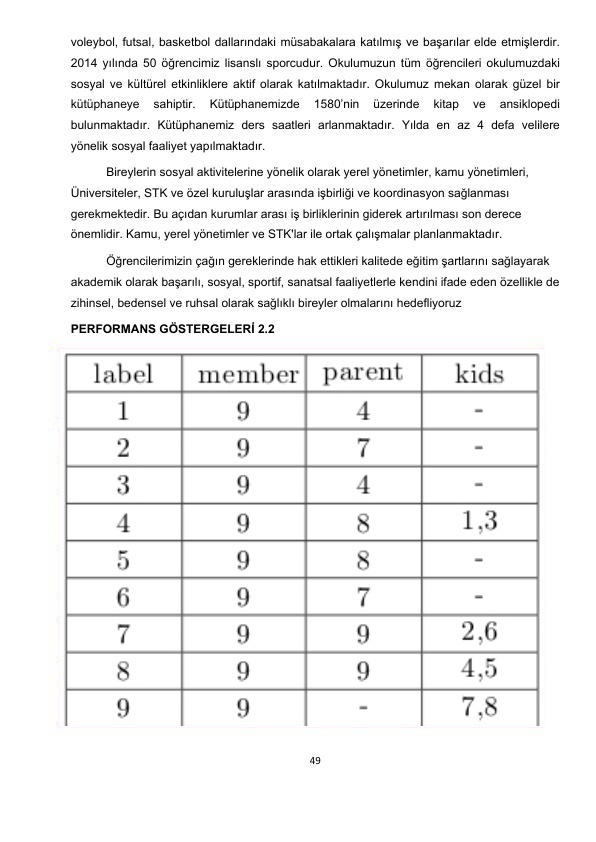 voleybol, futsal, basketbol dallarındaki müsabakalara katılmış ve başarılar elde etmişlerdir.
2014 yılında 50 öğrencimiz lisanslı sporcudur. Okulumuzun tüm öğrencileri okulumuzdaki
sosyal ve kültürel etkinliklere aktif olarak katılmaktadır. Okulumuz mekan olarak güzel bir
kütüphaneye sahiptir. Kütüphanemizde 1580'nin üzerinde kitap ve ansiklopedi
bulunmaktadır. Kütüphanemiz ders saatleri arlanmaktadır. Yılda en az 4 defa velilere
yönelik sosyal faaliyet yapılmaktadır.
Bireylerin sosyal aktivitelerine yönelik olarak yerel yönetimler, kamu yönetimleri,
Üniversiteler, STK ve özel kuruluşlar arasında işbirliği ve koordinasyon sağlanması
gerekmektedir. Bu açıdan kurumlar arası iş birliklerinin giderek artırılması son derece
önemlidir. Kamu, yerel yönetimler ve STK'lar ile ortak çalışmalar planlanmaktadır.
Öğrencilerimizin çağın gereklerinde hak ettikleri kalitede eğitim şartlarını sağlayarak
akademik olarak başarılı, sosyal, sportif, sanatsal faaliyetlerle kendini ifade eden özellikle de
zihinsel, bedensel ve ruhsal olarak sağlıklı bireyler olmalarını hedefliyoruz
PERFORMANS GÖSTERGELERİ 2.2
label member parent kids
1 9 4 -
2 9 7 -
3 9 4 -
4 9 8 1,3
5 9 8 -
6 9 7 -
7 9 9 2,6
8 9 9 4,5
9 9 - 7,8
49